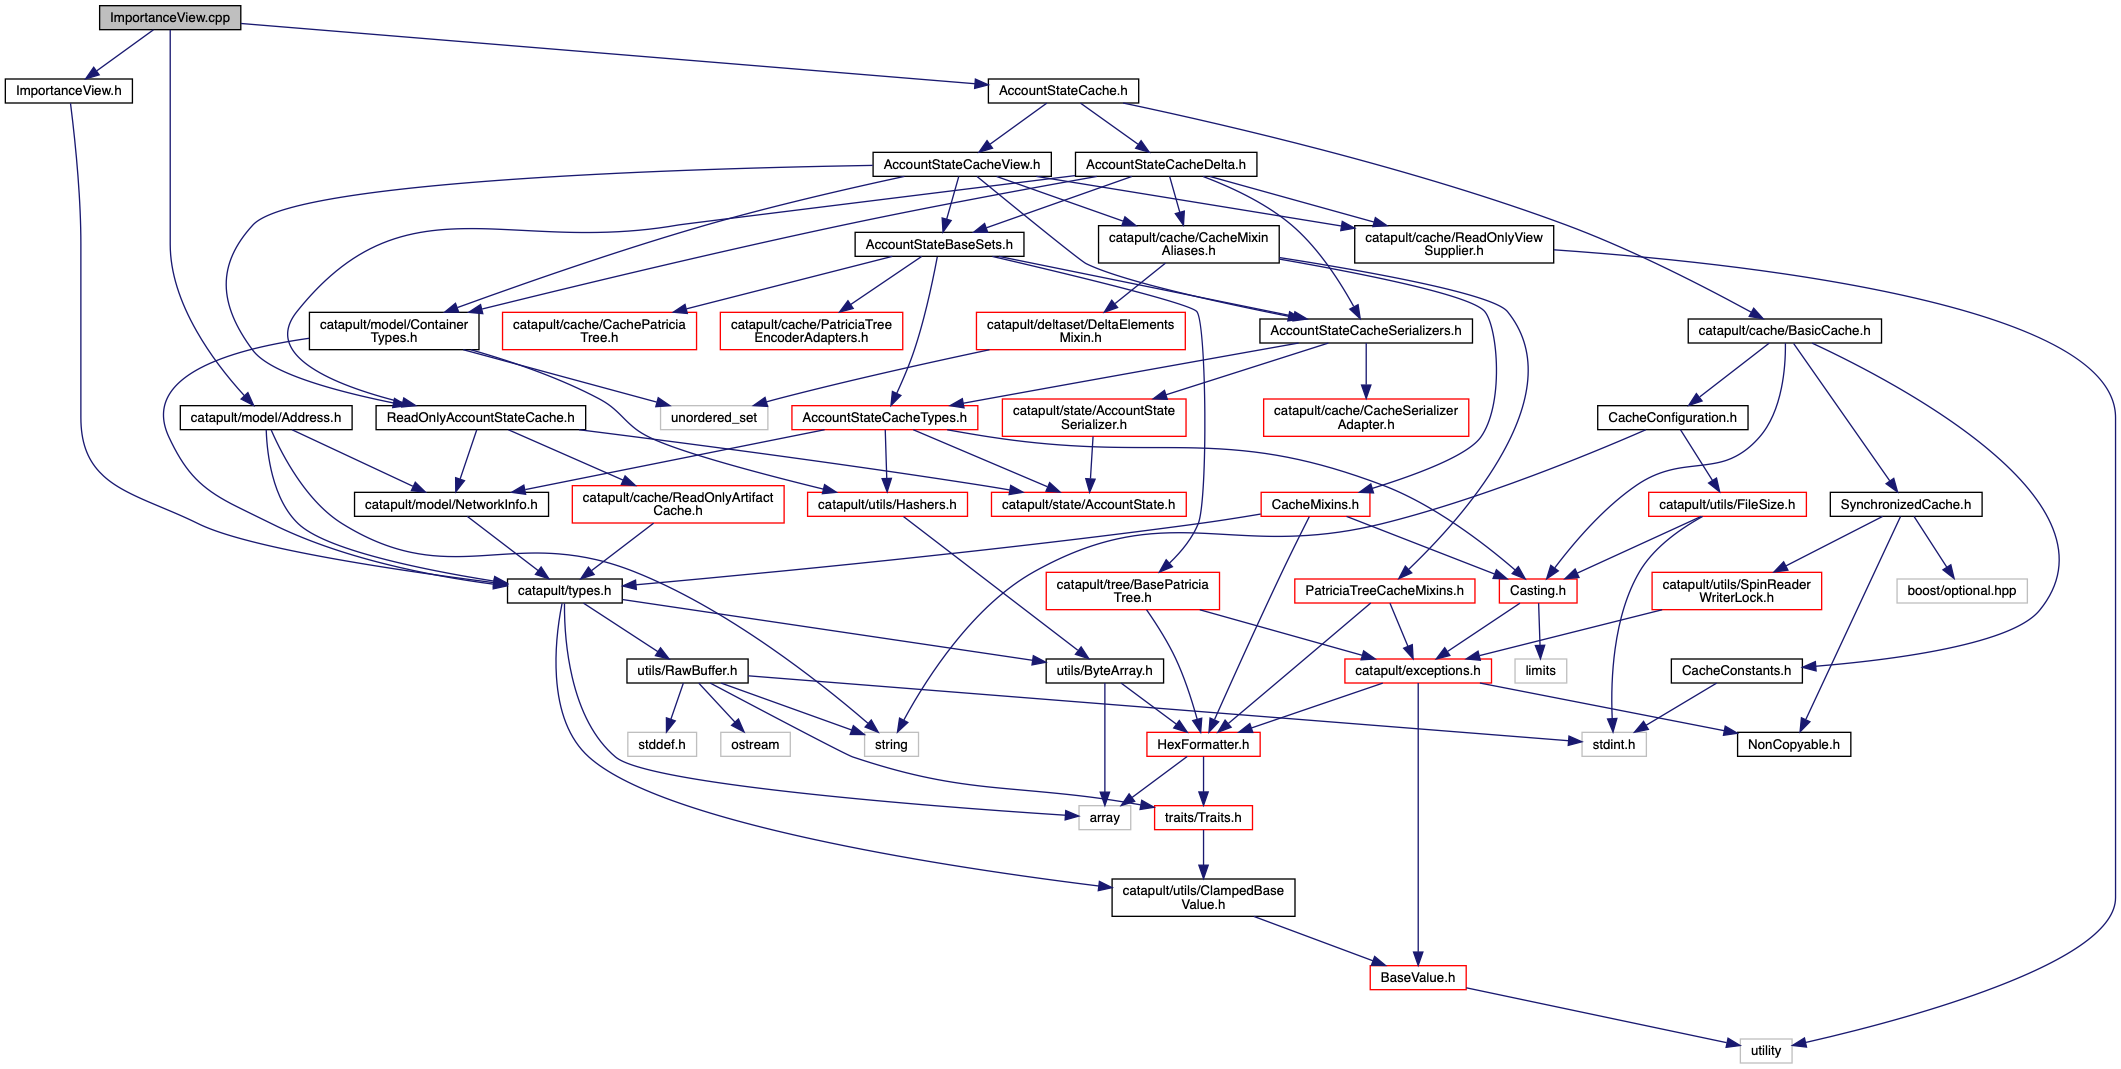 ImportanceView.cpp
ImportanceView.h
AccountStateCache.h
AccountStateCacheView.h
AccountStateCacheDelta.h
AccountStateBaseSets.h
catapult/cache/CacheMixin
Aliases.h
catapult/cache/ReadOnlyView
Supplier.h
catapult/model/Container
Types.h
catapult/cache/CachePatricia
Tree.h
catapult/cache/PatriciaTree
EncoderAdapters.h
catapult/deltaset/DeltaElements
Mixin.h
AccountStateCacheSerializers.h
catapult/cache/BasicCache.h
catapult/model/Address.h
ReadOnlyAccountStateCache.h
unordered_set
AccountStateCacheTypes.h
catapult/state/AccountState
Serializer.h
catapult/cache/CacheSerializer
Adapter.h
CacheConfiguration.h
catapult/model/NetworkInfo.h
catapult/cache/ReadOnlyArtifact
Cache.h
catapult/utils/Hashers.h
catapult/state/AccountState.h
CacheMixins.h
catapult/utils/FileSize.h
SynchronizedCache.h
catapult/types.h
catapult/tree/BasePatricia
Tree.h
PatriciaTreeCacheMixins.h
Casting.h
catapult/utils/SpinReader
WriterLock.h
boost/optional.hpp
utils/RawBuffer.h
utils/ByteArray.h
catapult/exceptions.h
limits
CacheConstants.h
stddef.h
ostream
string
HexFormatter.h
stdint.h
NonCopyable.h
array
traits/Traits.h
catapult/utils/ClampedBase
Value.h
BaseValue.h
utility